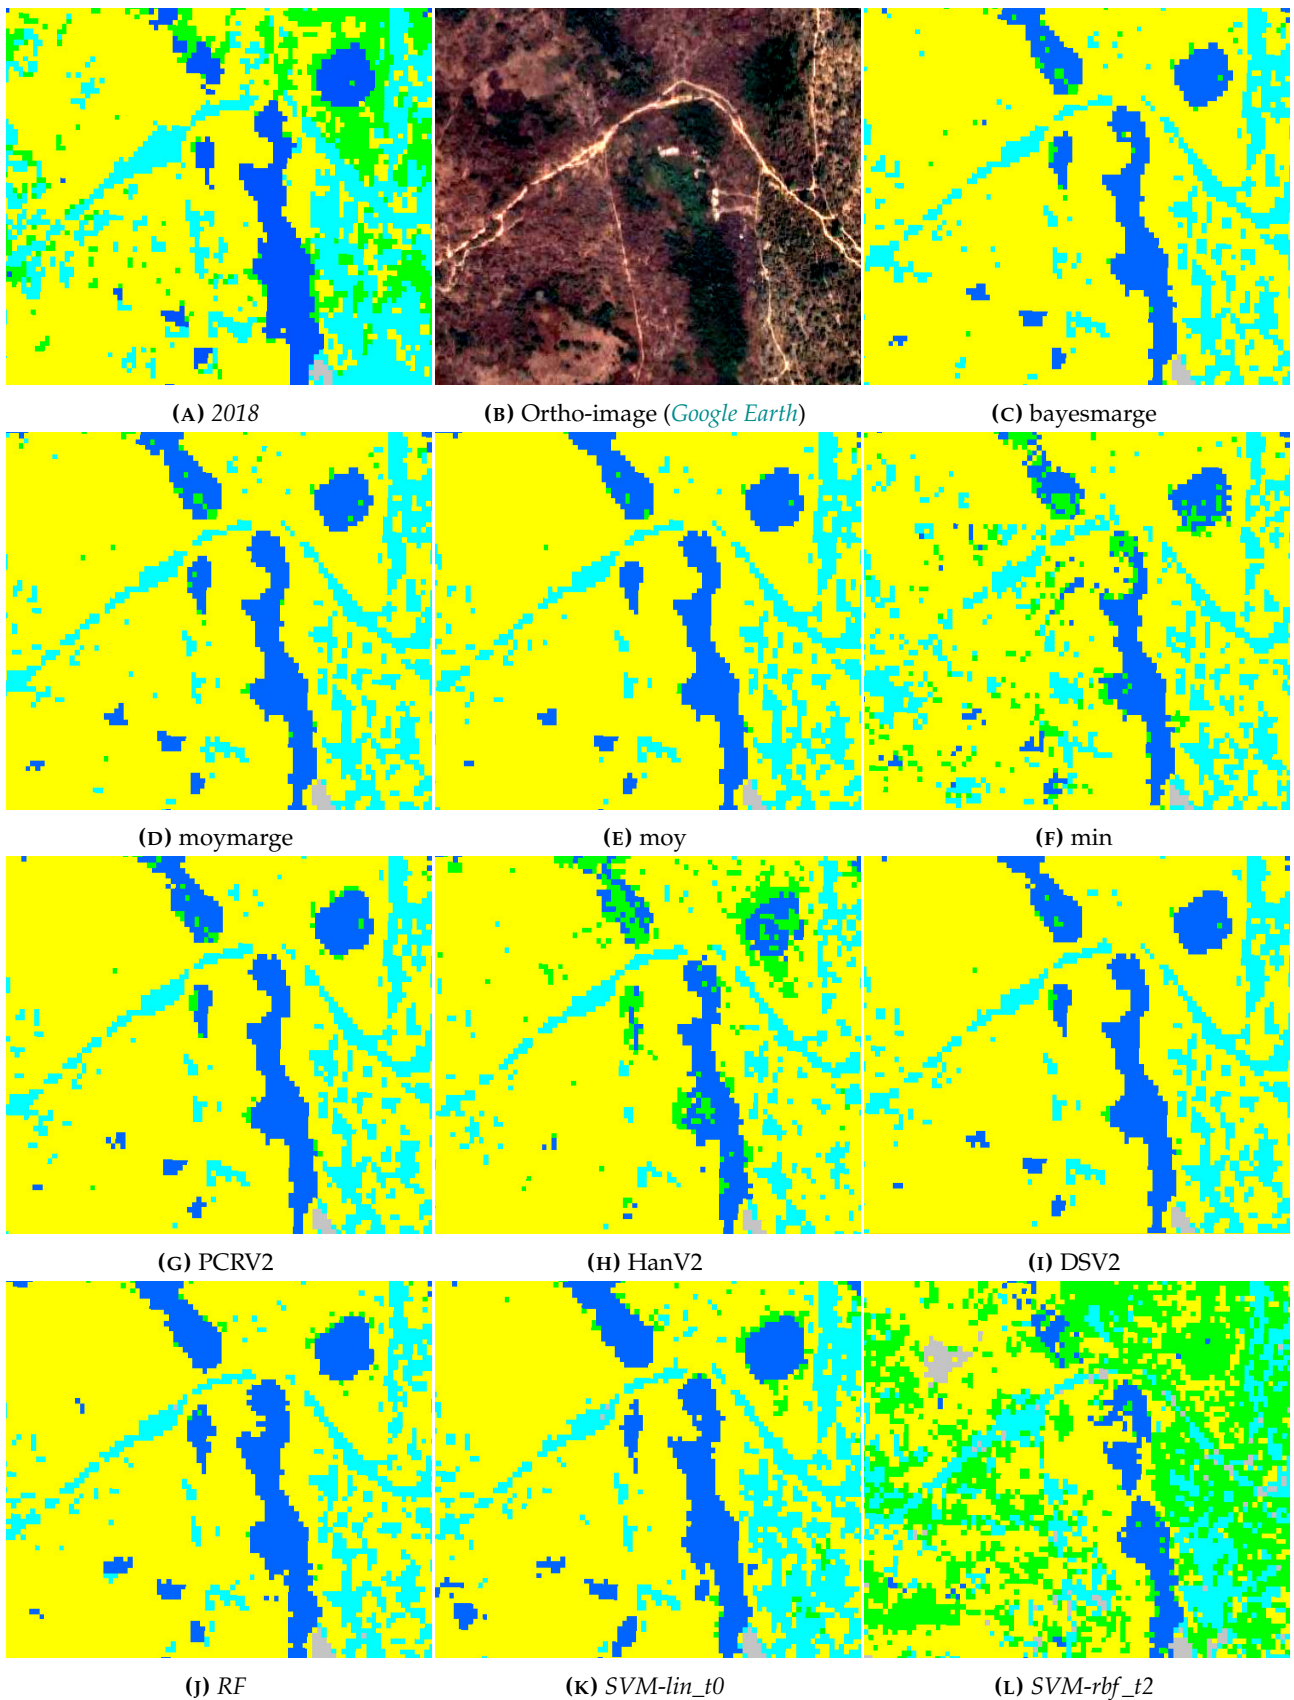 (A) 2018
(B) Ortho-image (Google Earth)
(C) bayesmarge
(D) moymarge
(E) moy
(F) min
(G) PCRV2
(H) HanV2
(I) DSV2
(J) RF
(K) SVM-lin_t0
(L) SVM-rbf_t2